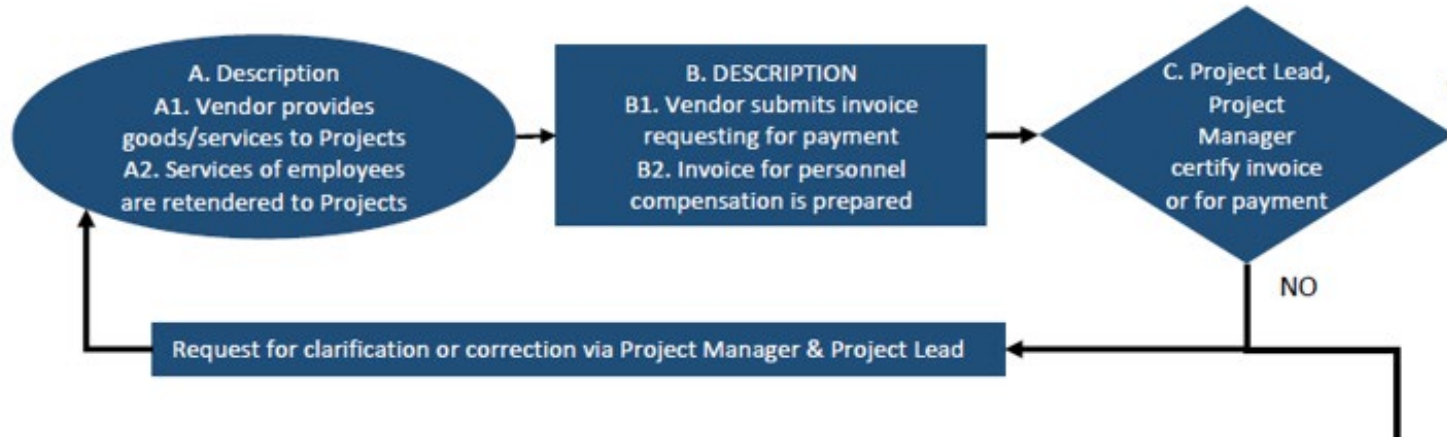 A. Description
A1. Vendor provides
goods/services to Projects
A2. Services of employees
are retendered to Projects
B. DESCRIPTION
B1. Vendor submits invoice
requesting for payment
B2. Invoice for personnel
compensation is prepared
C. Project Lead,
Project
Manager
certify invoice
or for payment
NO
Request for clarification or correction via Project Manager & Project Lead